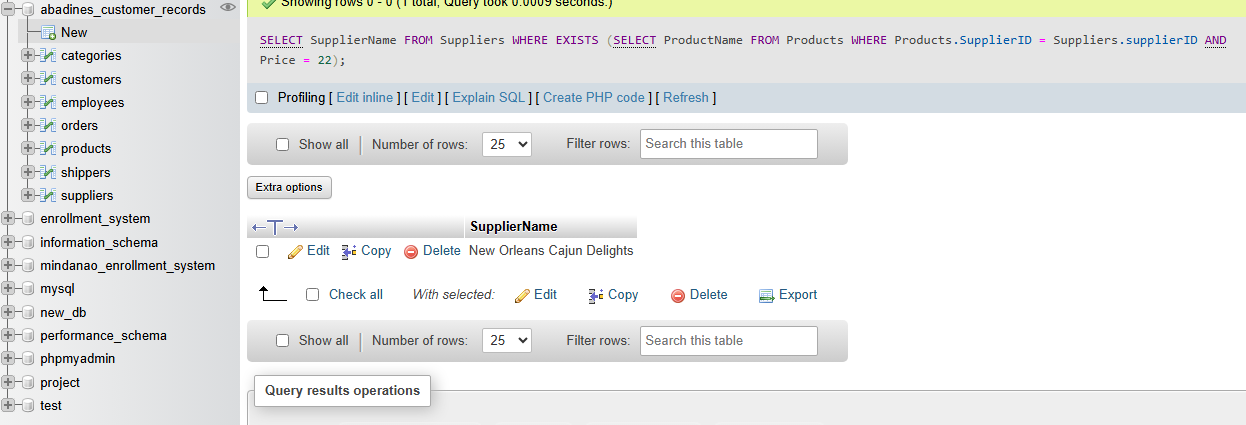 abadines_customer_records
New
categories
customers
employees
orders
products
shippers
suppliers
enrollment_system
information_schema
mindanao_enrollment_system
mysql
new_db
performance_schema
phpmyadmin
project
test
Showing rows 0 - 0 (1 total, Query took 0.0009 seconds.)
SELECT SupplierName FROM Suppliers WHERE EXISTS (SELECT ProductName FROM Products WHERE Products.SupplierID = Suppliers.supplierID AND
Price = 22);
Profiling [ Edit inline ] [ Edit ] [ Explain SQL ] [ Create PHP code ] [ Refresh ]
Show all Number of rows: 25 Filter rows: Search this table
Extra options
←T→ SupplierName
Edit Copy Delete New Orleans Cajun Delights
Check all With selected: Edit Copy Delete Export
Show all Number of rows: 25 Filter rows: Search this table
Query results operations